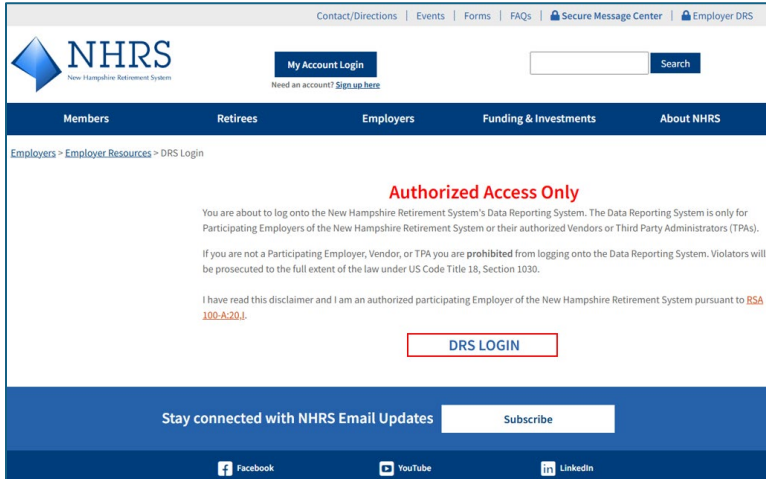 Contact/Directions | Events | Forms | FAQs | Secure Message Center | Employer DRS
NHRS
New Hampshire Retirement System
My Account Login
Need an account? Sign up here
Search
Members Retirees Employers Funding & Investments About NHRS
Employers > Employer Resources > DRS Login
Authorized Access Only
You are about to log onto the New Hampshire Retirement System's Data Reporting System. The Data Reporting System is only for
Participating Employers of the New Hampshire Retirement System or their authorized Vendors or Third Party Administrators (TPAs).
If you are not a Participating Employer, Vendor, or TPA you are prohibited from logging onto the Data Reporting System. Violators will
be prosecuted to the full extent of the law under US Code Title 18, Section 1030.
I have read this disclaimer and I am an authorized participating Employer of the New Hampshire Retirement System pursuant to RSA
100-A:20,I.
DRS LOGIN
Stay connected with NHRS Email Updates Subscribe
Facebook YouTube LinkedIn